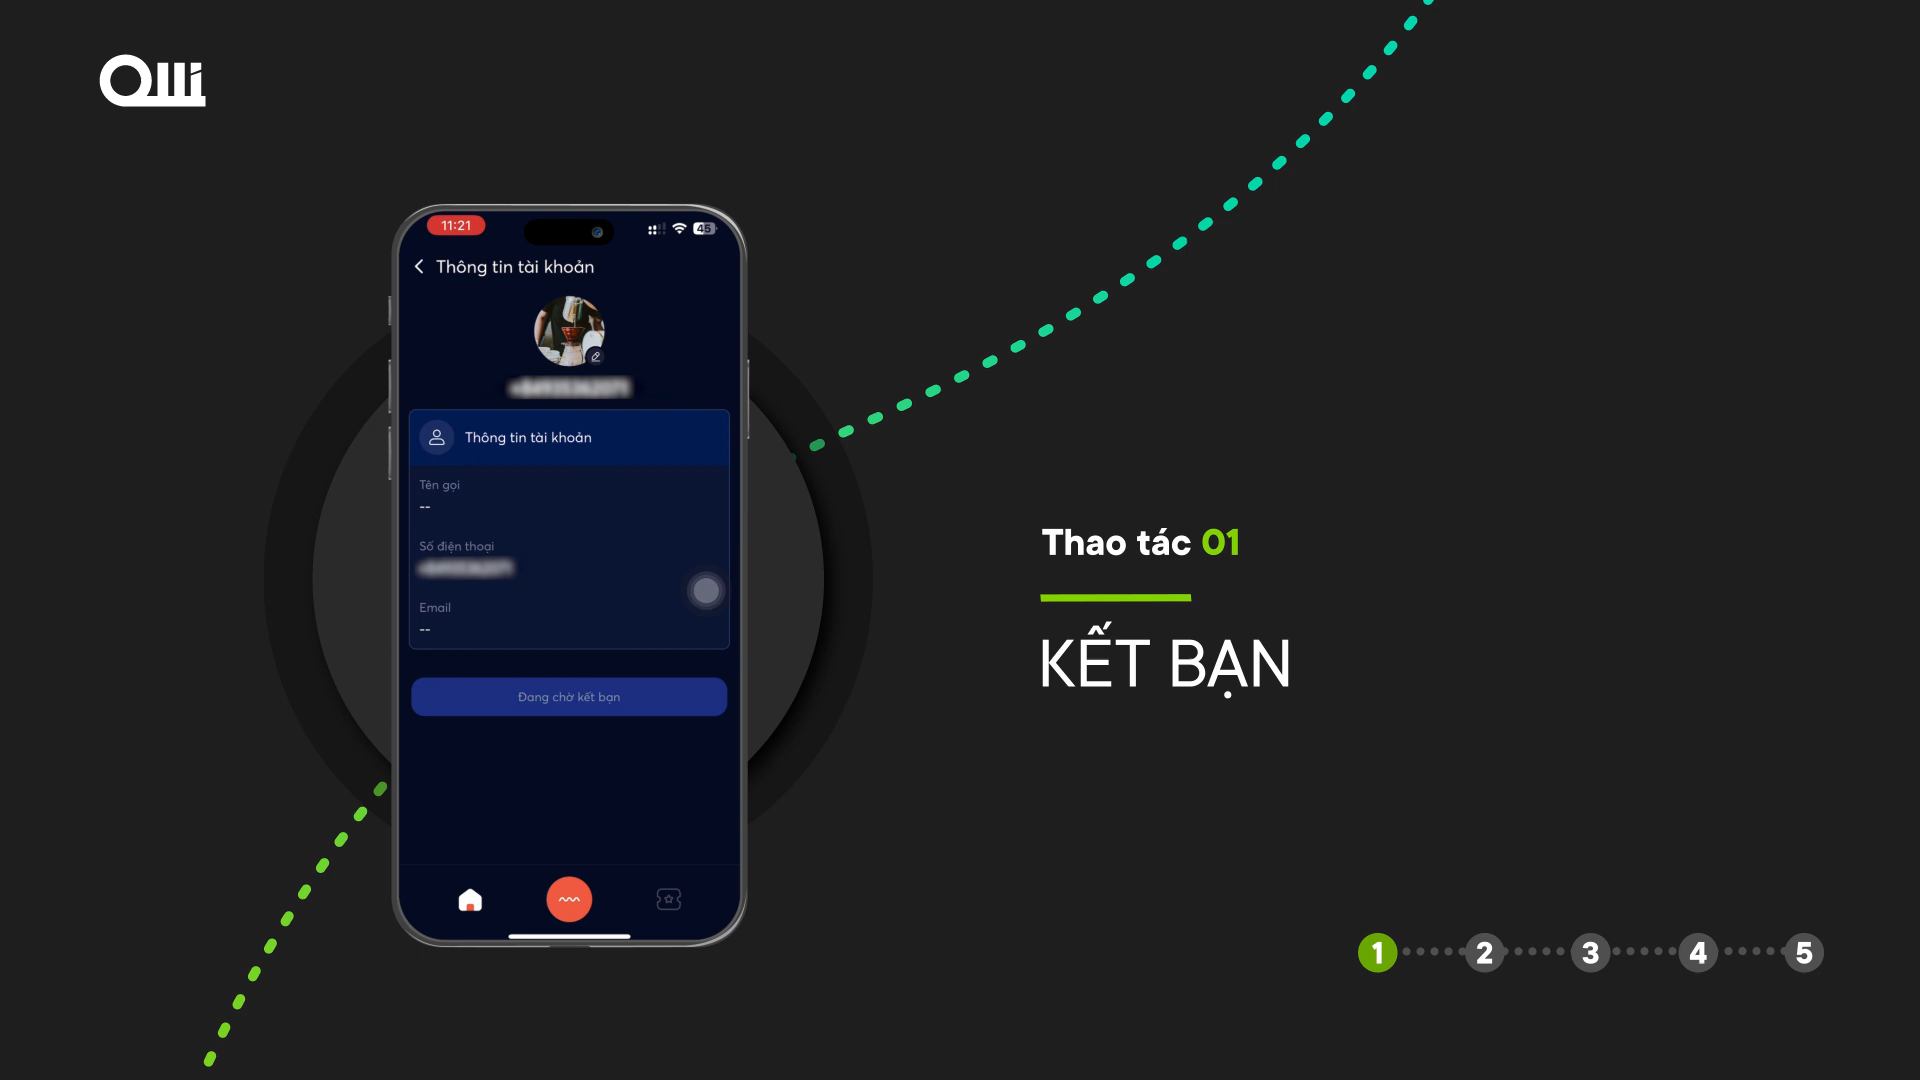 Olli
11:21
45
Thông tin tài khoản
Thông tin tài khoản
Tên gọi
--
Số điện thoại
Email
--
Đang chờ kết bạn
Thao tác 01
KẾT BẠN
1 2 3 4 5